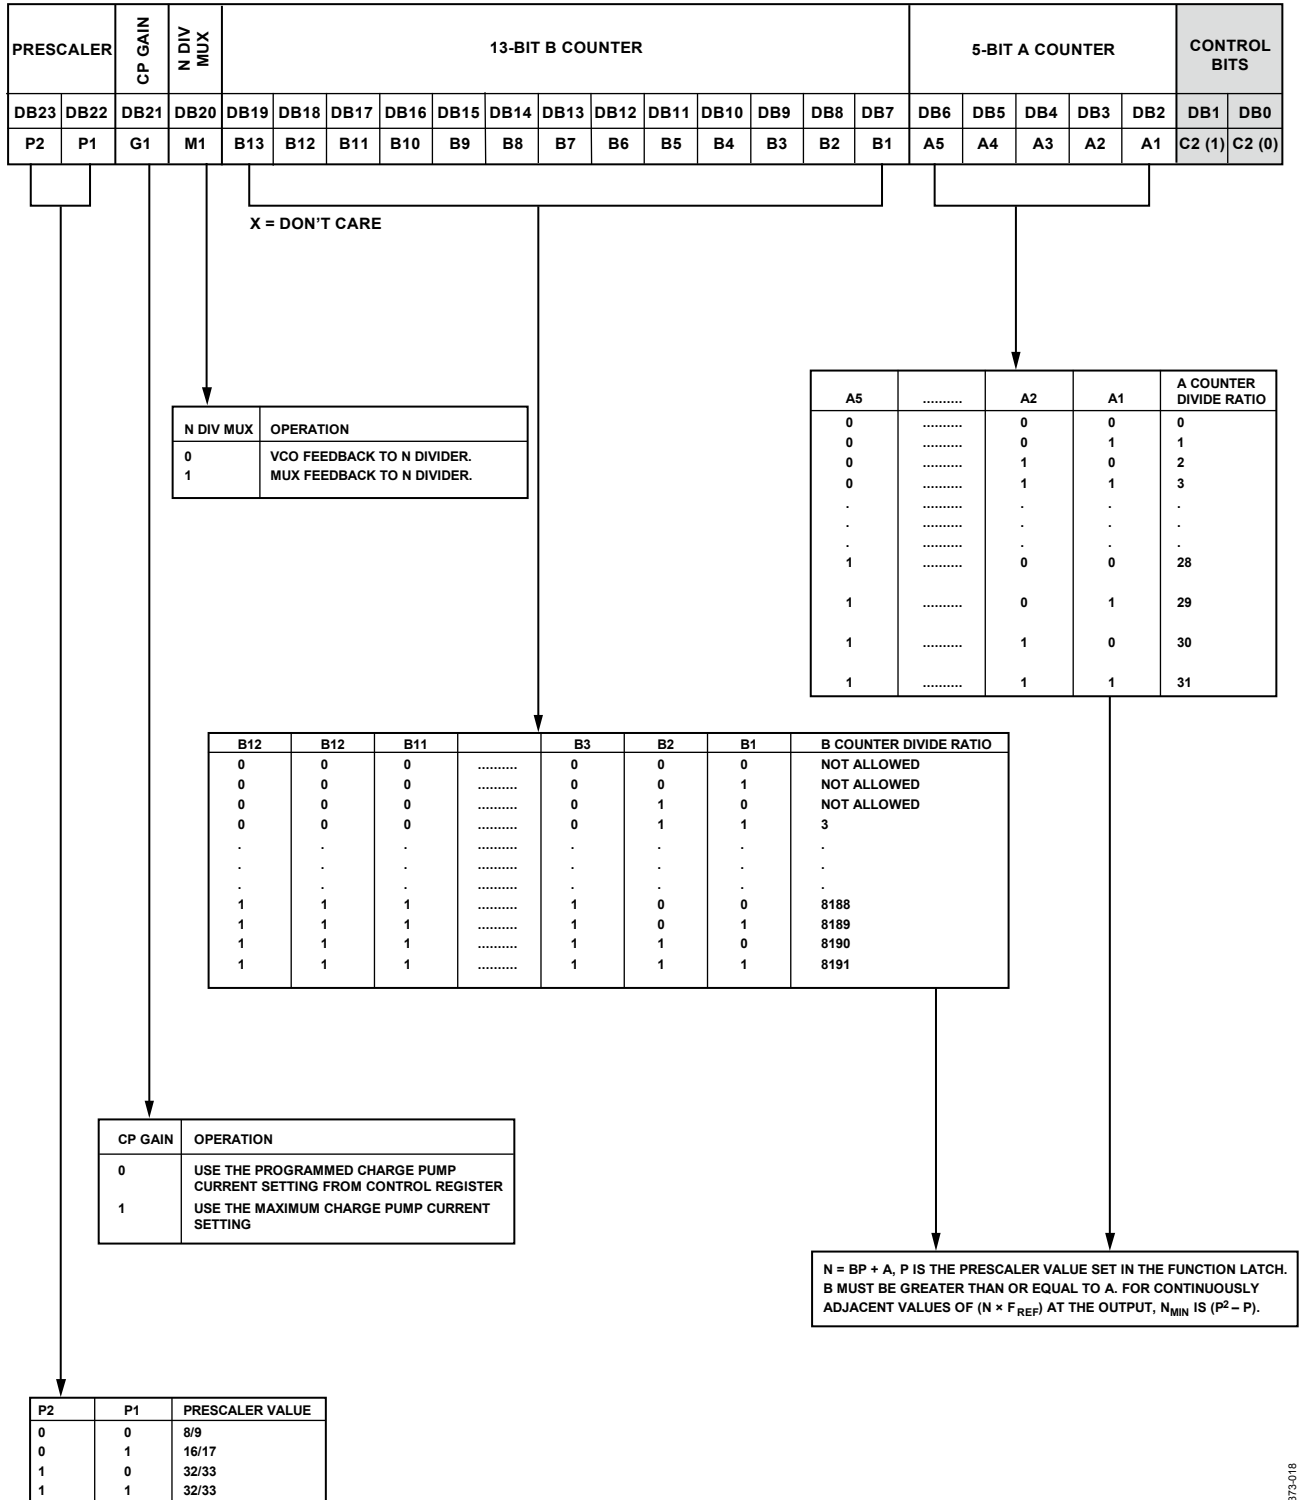 PRESCALER CP GAIN N DIV MUX 13-BIT B COUNTER 5-BIT A COUNTER CONTROL BITS
DB23 DB22 DB21 DB20 DB19 DB18 DB17 DB16 DB15 DB14 DB13 DB12 DB11 DB10 DB9 DB8 DB7 DB6 DB5 DB4 DB3 DB2 DB1 DB0
P2 P1 G1 M1 B13 B12 B11 B10 B9 B8 B7 B6 B5 B4 B3 B2 B1 A5 A4 A3 A2 A1 C2 (1) C2 (0)
X = DON'T CARE
A5 .......... A2 A1 A COUNTER DIVIDE RATIO
0 .......... 0 0 0
0 .......... 0 1 1
0 .......... 1 0 2
0 .......... 1 1 3
. .......... . . .
. .......... . . .
. .......... . . .
1 .......... 0 0 28
1 .......... 0 1 29
1 .......... 1 0 30
1 .......... 1 1 31
N DIV MUX OPERATION
0 VCO FEEDBACK TO N DIVIDER.
1 MUX FEEDBACK TO N DIVIDER.
B12 B12 B11 B3 B2 B1 B COUNTER DIVIDE RATIO
0 0 0 .......... 0 0 0 NOT ALLOWED
0 0 0 .......... 0 0 1 NOT ALLOWED
0 0 0 .......... 0 1 0 NOT ALLOWED
0 0 0 .......... 0 1 1 3
. . . .......... . . . .
. . . .......... . . . .
. . . .......... . . . .
1 1 1 .......... 1 0 0 8188
1 1 1 .......... 1 0 1 8189
1 1 1 .......... 1 1 0 8190
1 1 1 .......... 1 1 1 8191
CP GAIN OPERATION
0 USE THE PROGRAMMED CHARGE PUMP
CURRENT SETTING FROM CONTROL REGISTER
1 USE THE MAXIMUM CHARGE PUMP CURRENT
SETTING
N = BP + A, P IS THE PRESCALER VALUE SET IN THE FUNCTION LATCH.
B MUST BE GREATER THAN OR EQUAL TO A. FOR CONTINUOUSLY
ADJACENT VALUES OF (N × FREF) AT THE OUTPUT, NMIN IS (P² – P).
P2 P1 PRESCALER VALUE
0 0 8/9
0 1 16/17
1 0 32/33
1 1 32/33